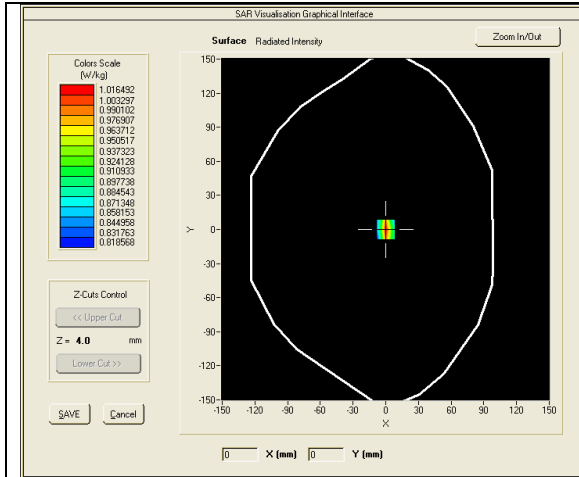 SAR Visualisation Graphical Interface
Surface Radiated Intensity
Zoom In/Out
Colors Scale
(W/kg)
1.016492
1.003297
0.990102
0.976907
0.963712
0.950517
0.937323
0.924128
0.910933
0.897738
0.884543
0.871348
0.858153
0.844958
0.831763
0.818568
Z-Cuts Control
<< Upper Cut
Z = 4.0 mm
Lower Cut >>
SAVE Cancel
150
120
90
60
30
0
-30
-60
-90
-120
-150
Y
-150 -120 -90 -60 -30 0 30 60 90 120 150
X
0 X (mm) 0 Y (mm)